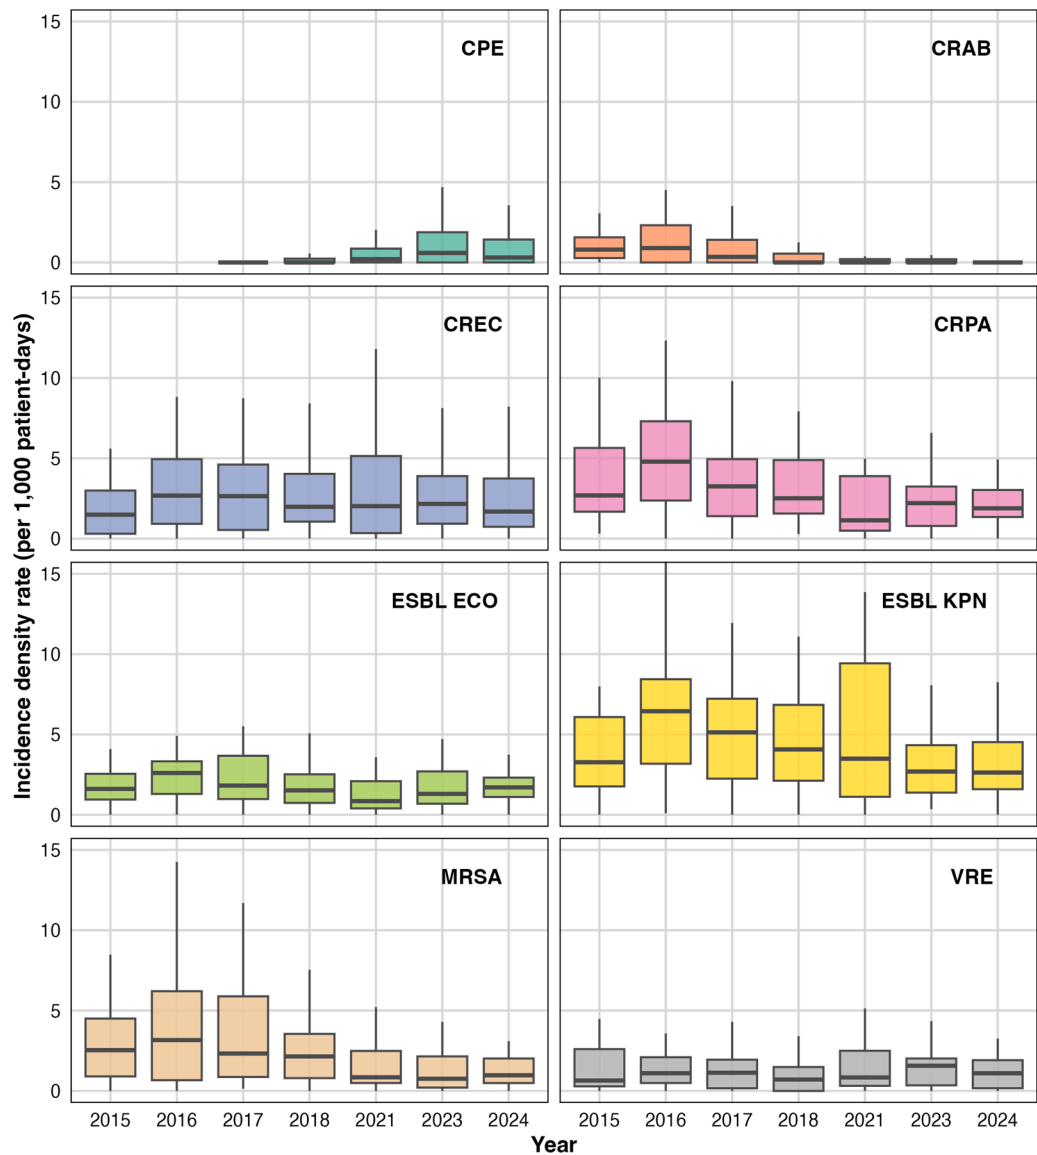 Incidence density rate (per 1,000 patient-days)
CPE
CRAB
15
10
5
0
CREC
CRPA
15
10
5
0
ESBL ECO
ESBL KPN
15
10
5
0
MRSA
VRE
15
10
5
0
2015 2016 2017 2018 2021 2023 2024
2015 2016 2017 2018 2021 2023 2024
Year